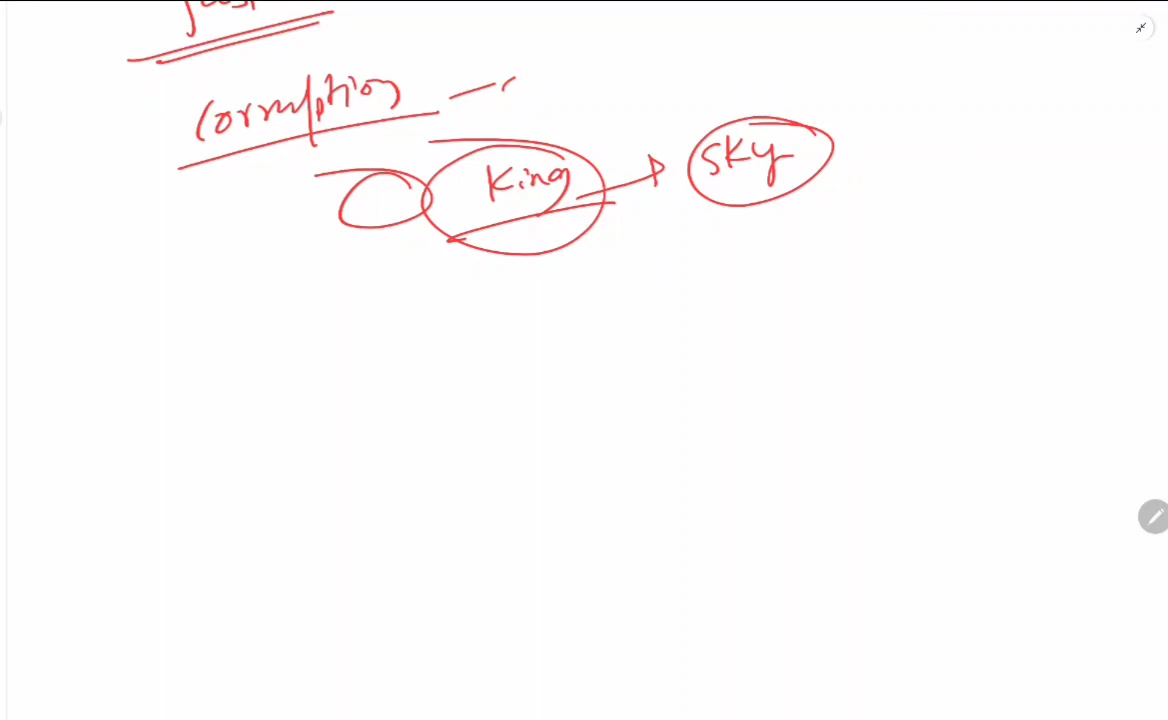 Corruption -
King → Sky